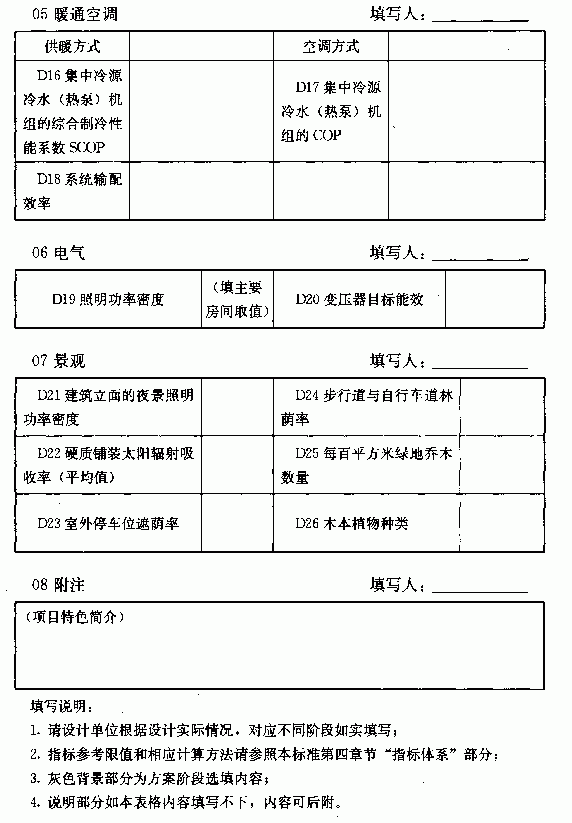 05 暖通空调 填写人：
供暖方式 空调方式
D16 集中冷源
冷水（热泵）机
组的综合制冷性
能系数 SCOP
D17 集中冷源
冷水（热泵）机
组的 COP
D18 系统输配
效率
06 电气 填写人：
D19 照明功率密度
（填主要
房间取值）
D20 变压器目标能效
07 景观 填写人：
D21 建筑立面的夜景照明
功率密度
D24 步行道与自行车道林
荫率
D22 硬质铺装太阳辐射吸
收率（平均值）
D25 每百平方米绿地乔木
数量
D23 室外停车位遮荫率
D26 木本植物种类
08 附注 填写人：
（项目特色简介）
填写说明：
1. 请设计单位根据设计实际情况，对应不同阶段如实填写；
2. 指标参考限值和相应计算方法请参照本标准第四章节“指标体系”部分；
3. 灰色背景部分为方案阶段选填内容；
4. 说明部分如本表格内容填写不下，内容可后附。